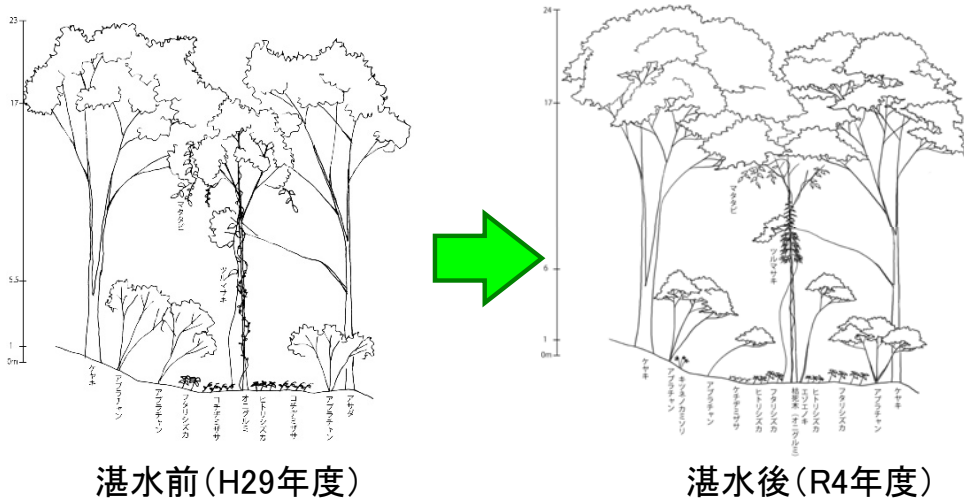 23
17
5.5
1
0m
マタタビ
ツルマサキ
ケヤキ
アブラチャン
アブラチャン
フタリシズカ
コチヂミザサ
オニグルミ
ヒトリシズカ
コチヂミザサ
アブラチャン
アサダ
湛水前(H29年度)
24
17
6
1
0m
マタタビ
ツルマサキ
ケヤキ
アブラチャン
キツネノカミソリ
アブラチャン
ケチヂミザサ
ヒトリシズカ
フタリシズカ
枯死木(オニグルミ)
エゾエノキ
ヒトリシズカ
フタリシズカ
アブラチャン
ケヤキ
湛水後(R4年度)